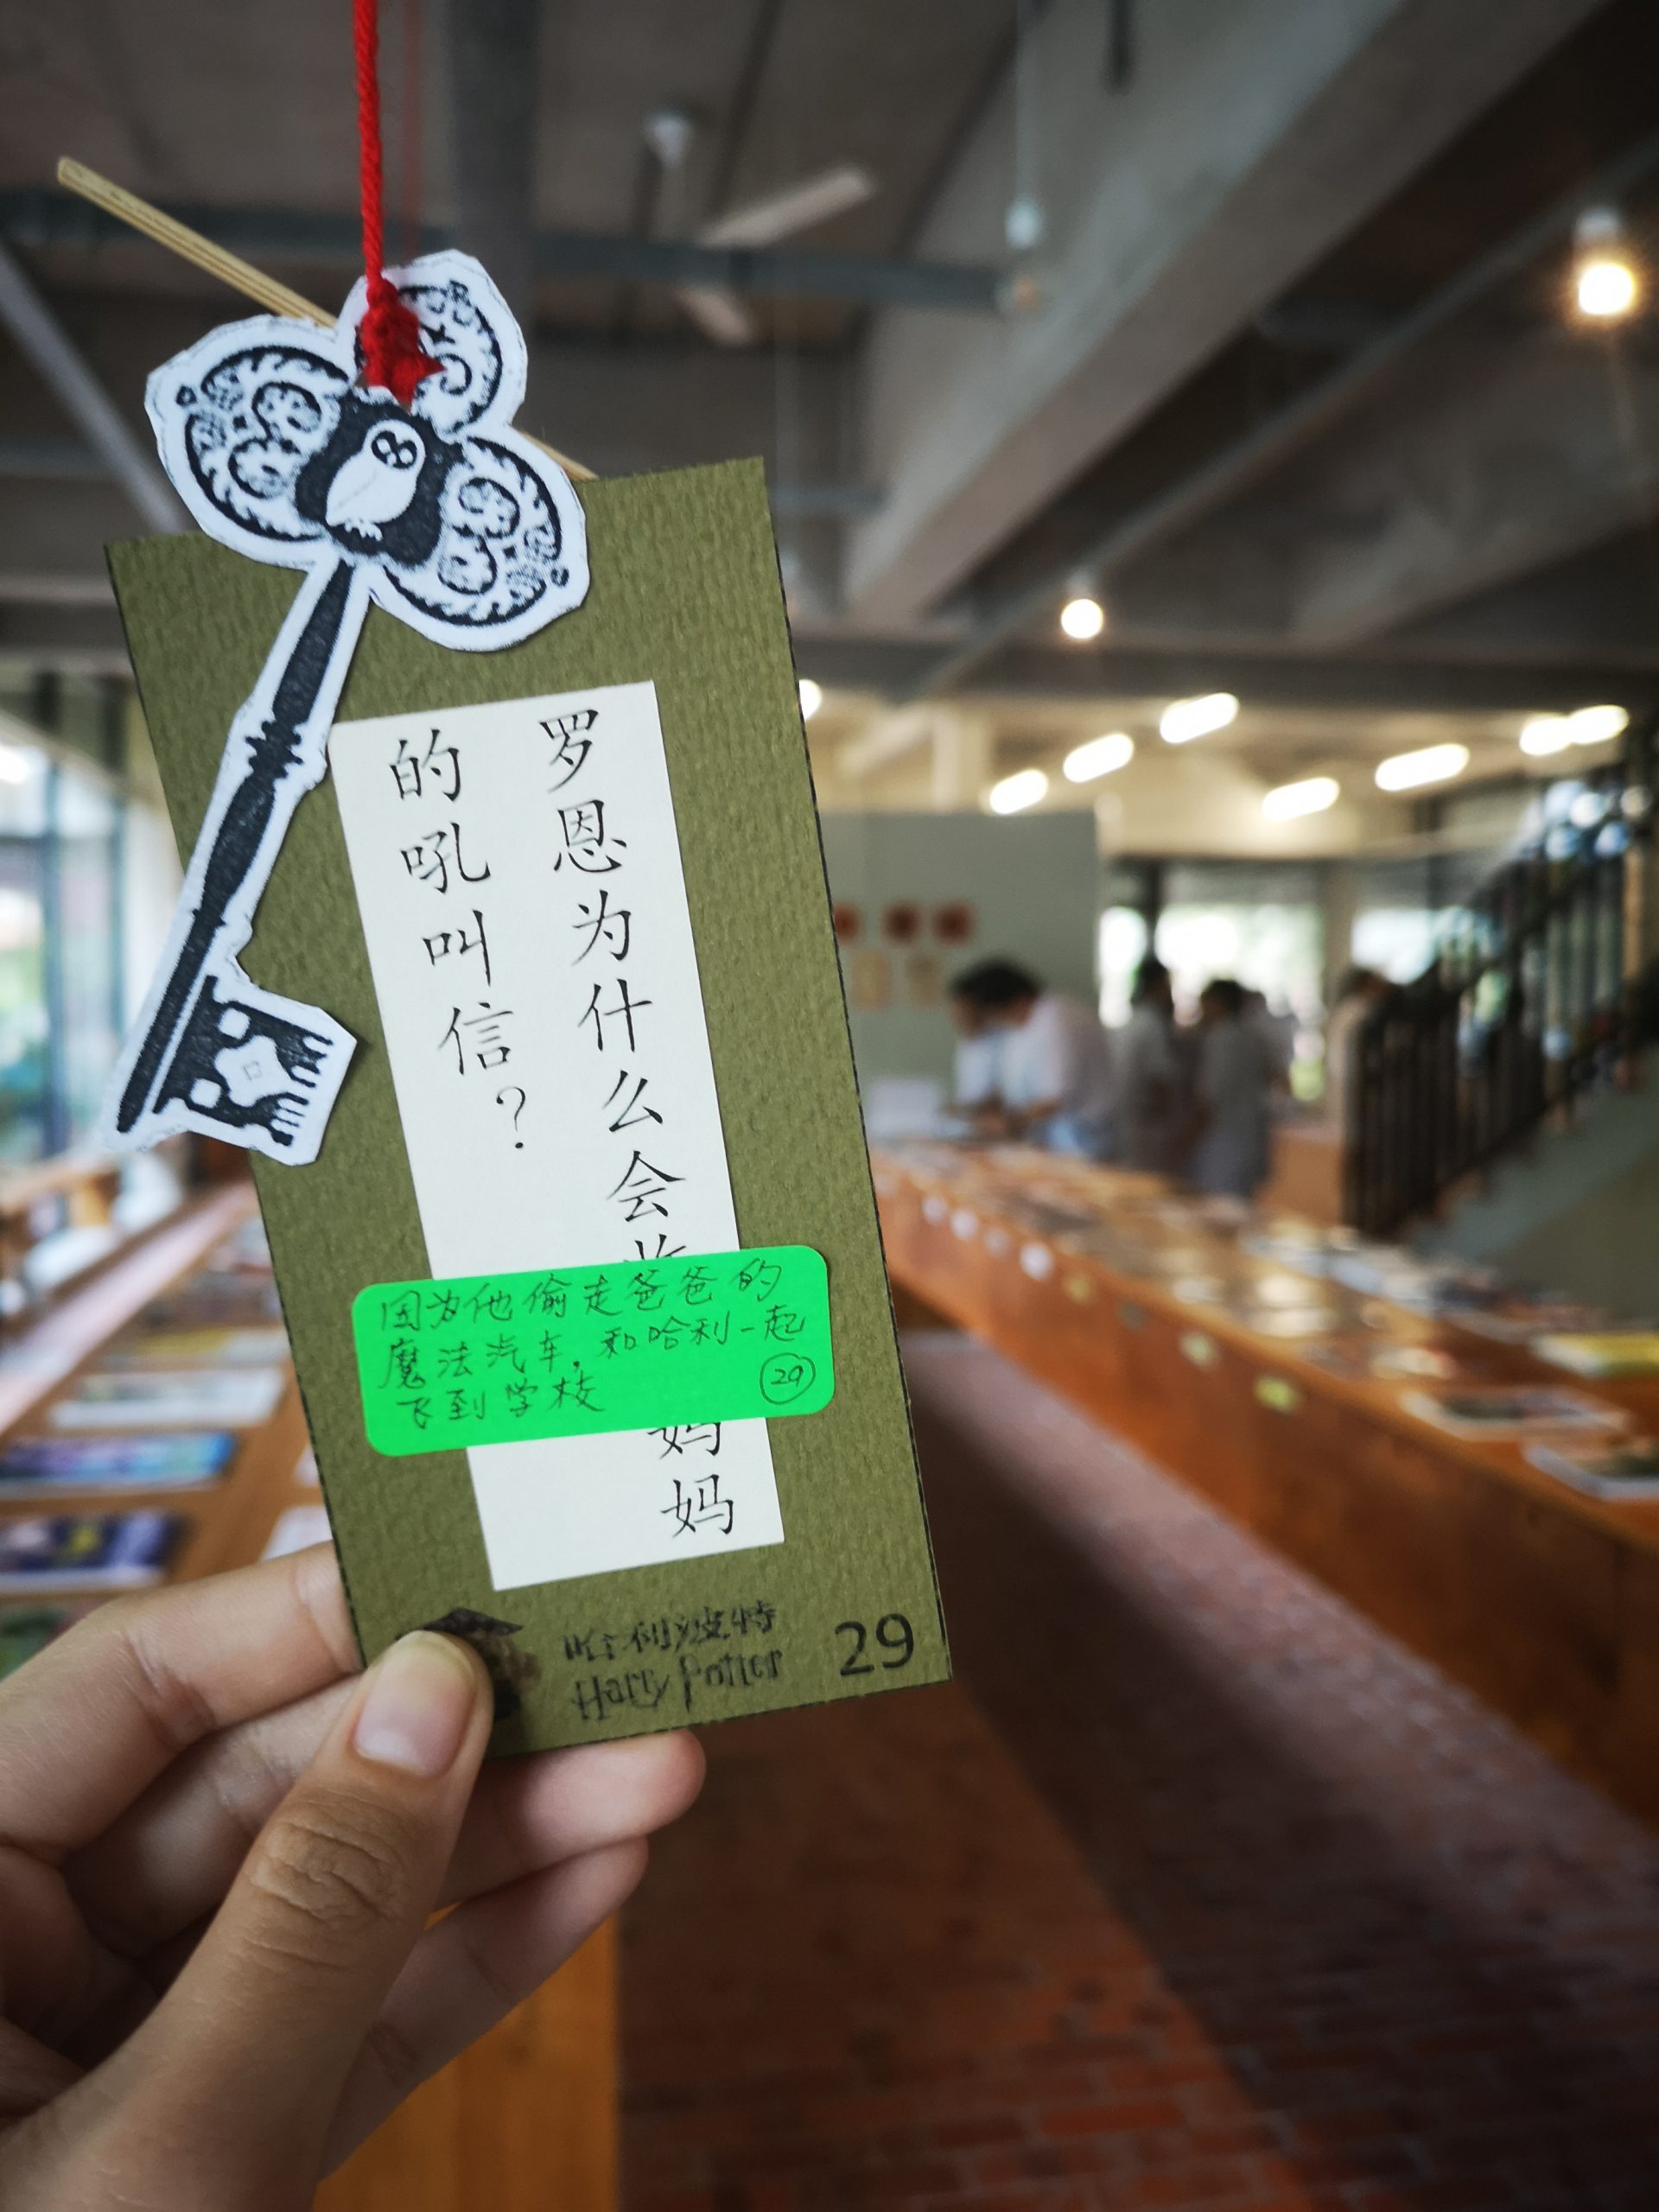 罗恩为什么会 妈妈
的吼叫信？
因为他偷走爸爸的
魔法汽车，和哈利一起
飞到学校
29
哈利波特
Harry Potter
29